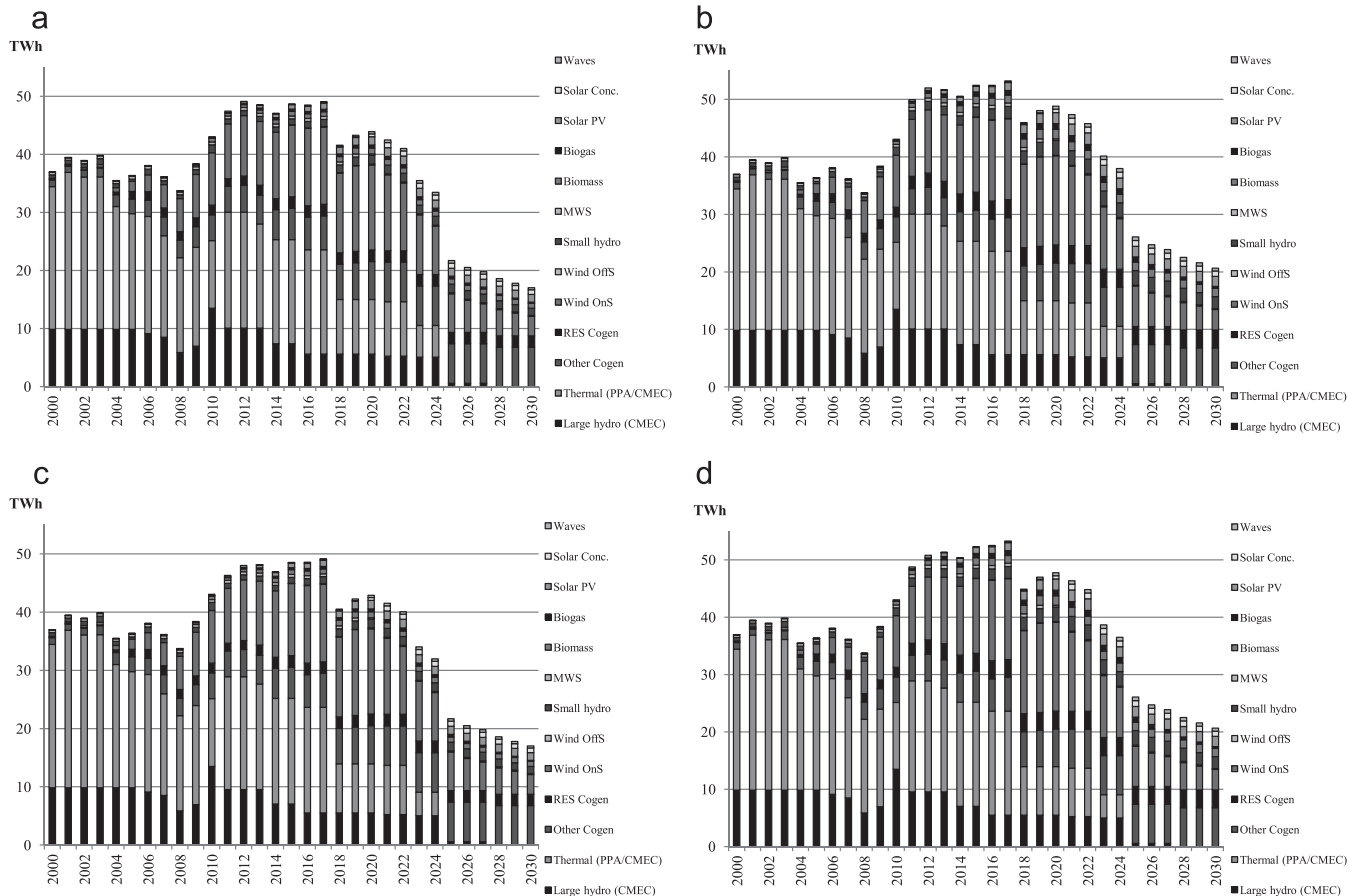 a
TWh
50
40
30
20
10
0
2000
2002
2004
2006
2008
2010
2012
2014
2016
2018
2020
2022
2024
2026
2028
2030
Waves
Solar Conc.
Solar PV
Biogas
Biomass
MWS
Small hydro
Wind OffS
Wind OnS
RES Cogen
Other Cogen
Thermal (PPA/CMEC)
Large hydro (CMEC)
b
TWh
50
40
30
20
10
0
2000
2002
2004
2006
2008
2010
2012
2014
2016
2018
2020
2022
2024
2026
2028
2030
Waves
Solar Conc.
Solar PV
Biogas
Biomass
MWS
Small hydro
Wind OffS
Wind OnS
RES Cogen
Other Cogen
Thermal (PPA/CMEC)
Large hydro (CMEC)
c
TWh
50
40
30
20
10
0
2000
2002
2004
2006
2008
2010
2012
2014
2016
2018
2020
2022
2024
2026
2028
2030
Waves
Solar Conc.
Solar PV
Biogas
Biomass
MWS
Small hydro
Wind OffS
Wind OnS
RES Cogen
Other Cogen
Thermal (PPA/CMEC)
Large hydro (CMEC)
d
TWh
50
40
30
20
10
0
2000
2002
2004
2006
2008
2010
2012
2014
2016
2018
2020
2022
2024
2026
2028
2030
Waves
Solar Conc.
Solar PV
Biogas
Biomass
MWS
Small hydro
Wind OffS
Wind OnS
RES Cogen
Other Cogen
Thermal (PPA/CMEC)
Large hydro (CMEC)